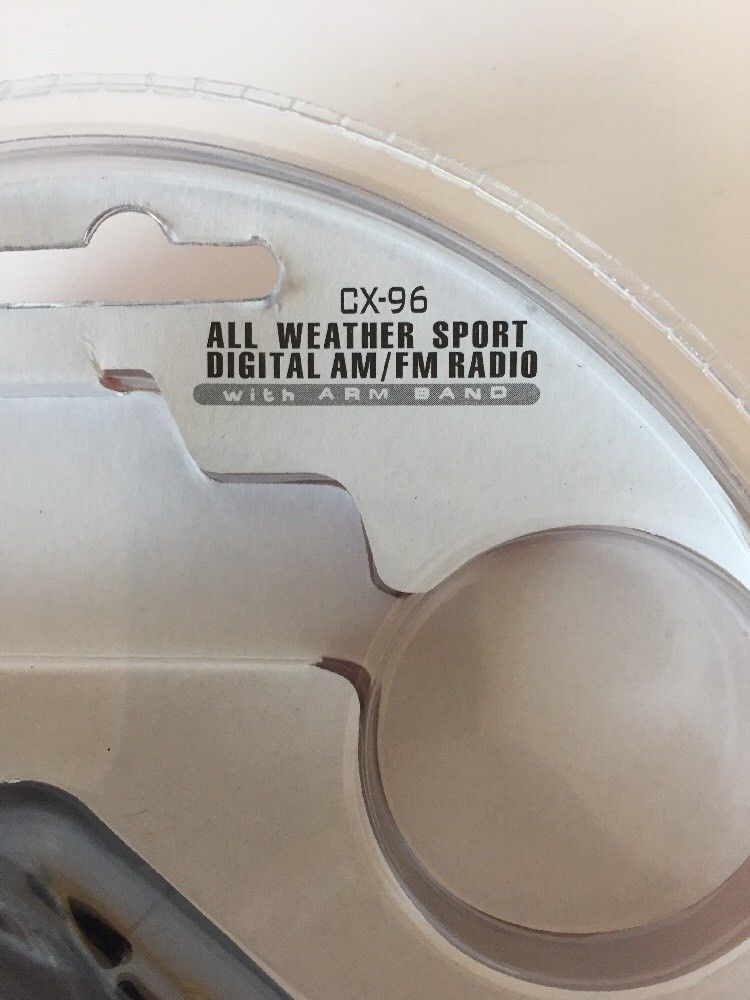 CX-96
ALL WEATHER SPORT
DIGITAL AM/FM RADIO
with ARM BAND